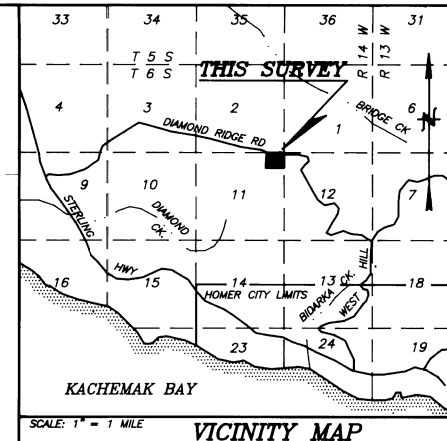 33 34 35 36 31
T 5 S
T 6 S
R 14 W
R 13 W
THIS SURVEY
4 3 2 1 6
BRIDGE CK
DIAMOND RIDGE RD
N
9 10 11 12 7
STERLING
HWY
DIAMOND
CK.
16 15 14 13 18
HOMER CITY LIMITS
BIDARKA CK.
WEST HILL
23 24 19
KACHEMAK BAY
SCALE: 1" = 1 MILE
VICINITY MAP